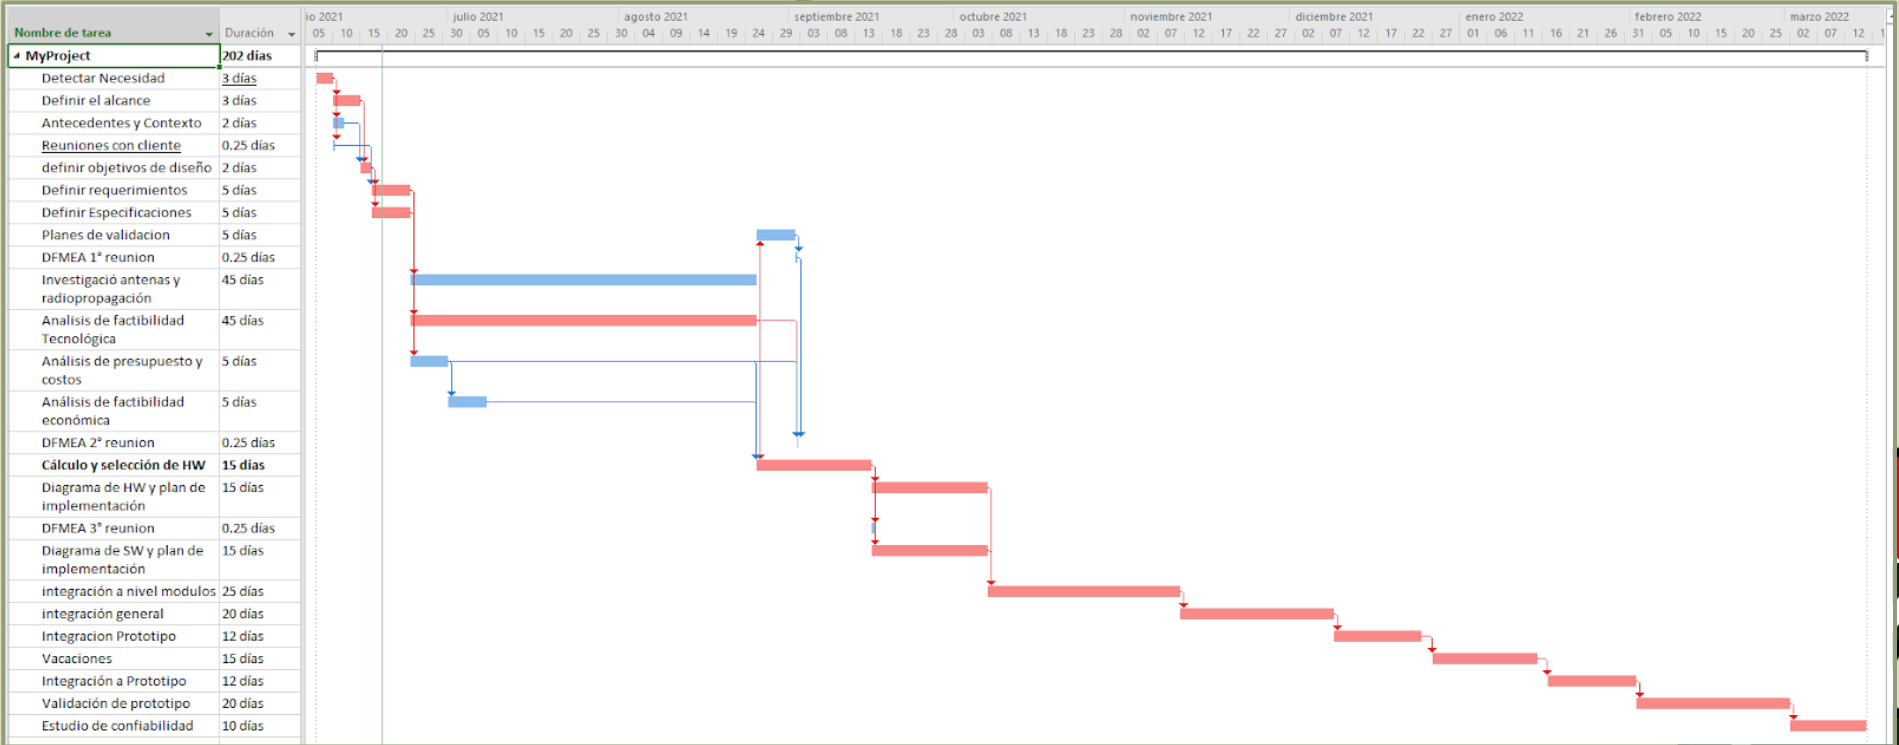 io 2021 julio 2021 agosto 2021 septiembre 2021 octubre 2021 noviembre 2021 diciembre 2021 enero 2022 febrero 2022 marzo 2022
Nombre de tarea Duración 05 10 15 20 25 30 05 10 15 20 25 30 04 09 14 19 24 29 03 08 13 18 23 28 03 08 13 18 23 28 02 07 12 17 22 27 02 07 12 17 22 27 01 06 11 16 21 26 31 05 10 15 20 25 02 07 12 1
MyProject 202 días
Detectar Necesidad 3 días
Definir el alcance 3 días
Antecedentes y Contexto 2 días
Reuniones con cliente 0.25 días
definir objetivos de diseño 2 días
Definir requerimientos 5 días
Definir Especificaciones 5 días
Planes de validacion 5 días
DFMEA 1° reunion 0.25 días
Investigació antenas y 45 días
radiopropagación
Analisis de factibilidad 45 días
Tecnológica
Análisis de presupuesto y 5 días
costos
Análisis de factibilidad 5 días
económica
DFMEA 2° reunion 0.25 días
Cálculo y selección de HW 15 días
Diagrama de HW y plan de 15 días
implementación
DFMEA 3° reunion 0.25 días
Diagrama de SW y plan de 15 días
implementación
integración a nivel modulos 25 días
integración general 20 días
Integracion Prototipo 12 días
Vacaciones 15 días
Integración a Prototipo 12 días
Validación de prototipo 20 días
Estudio de confiabilidad 10 días